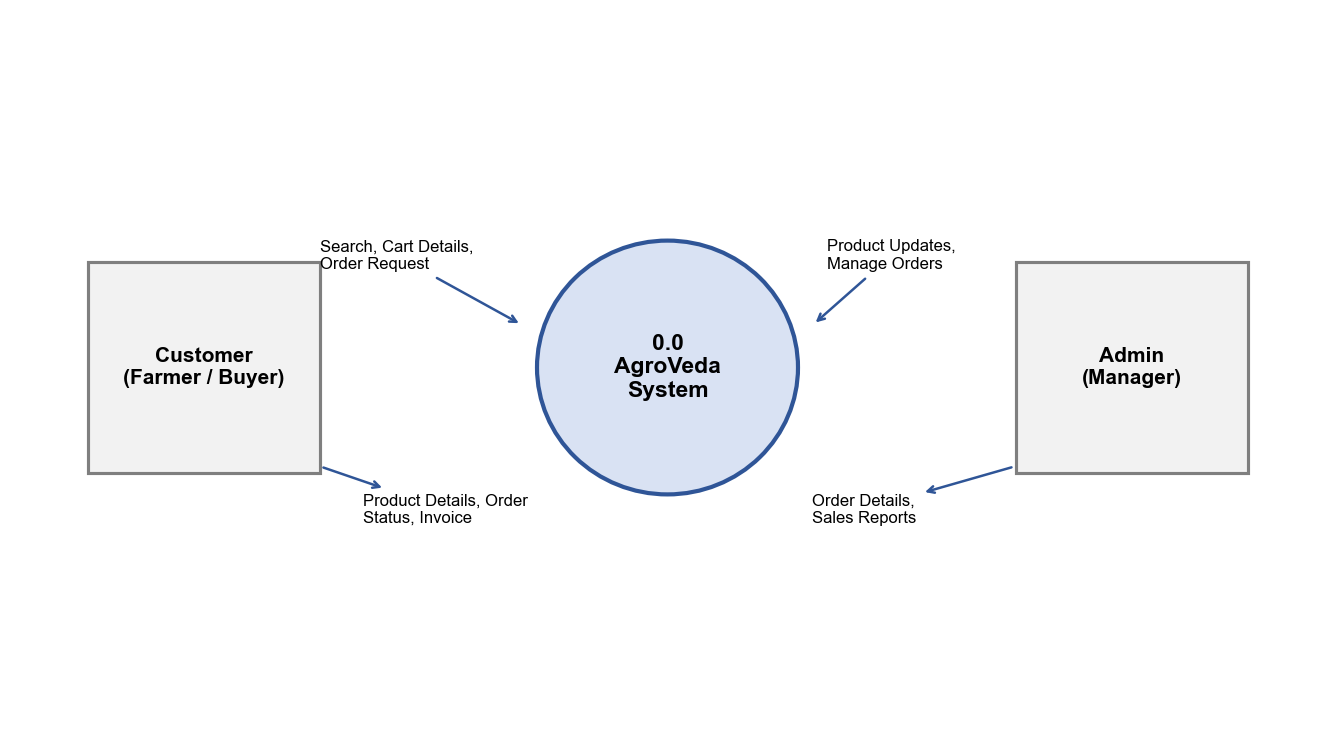 Search, Cart Details,
Order Request
Product Updates,
Manage Orders
Customer
(Farmer / Buyer)
0.0
AgroVeda
System
Admin
(Manager)
Product Details, Order
Status, Invoice
Order Details,
Sales Reports